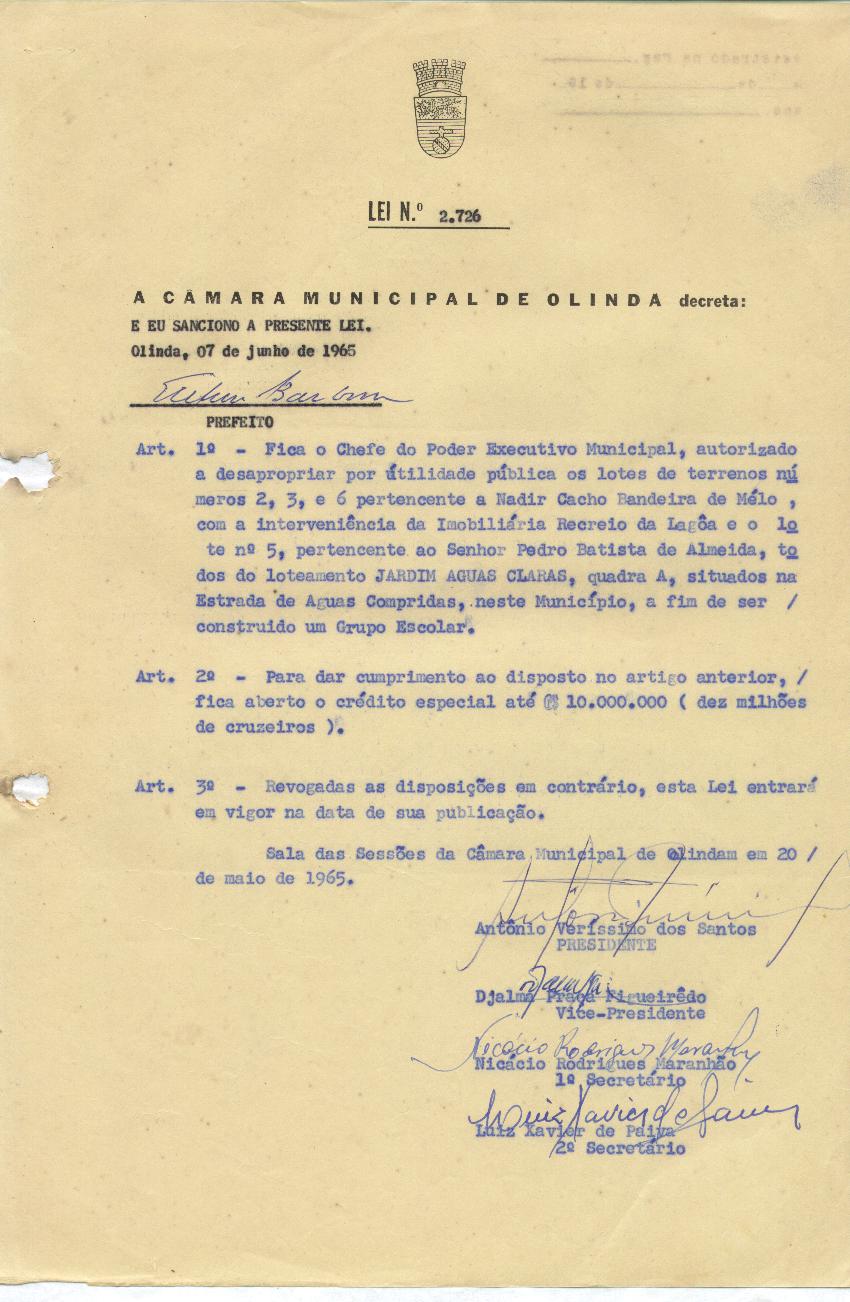 LEI N.º 2.726
A CÂMARA MUNICIPAL DE OLINDA decreta:
E EU SANCIONO A PRESENTE LEI.
Olinda, 07 de junho de 1965
PREFEITO
Art. 1º - Fica o Chefe do Poder Executivo Municipal, autorizado
a desapropriar por útilidade pública os lotes de terrenos nú
meros 2, 3, e 6 pertencente a Nadir Cacho Bandeira de Mélo ,
com a interveniência da Imobiliária Recreio da Lagôa e o lo
te nº 5, pertencente ao Senhor Pedro Batista de Almeida, to
dos do loteamento JARDIM AGUAS CLARAS, quadra A, situados na
Estrada de Aguas Compridas, neste Município, a fim de ser /
construido um Grupo Escolar.
Art. 2º - Para dar cumprimento ao disposto no artigo anterior, /
fica aberto o crédito especial até 10.000.000 ( dez milhões
de cruzeiros ).
Art. 3º - Revogadas as disposições em contrário, esta Lei entrará
em vigor na data de sua publicação.
Sala das Sessões da Câmara Municipal de Olindam em 20 /
de maio de 1965.
Antônio Veríssimo dos Santos
PRESIDENTE
Djalma Praça Figueirêdo
Vice-Presidente
Nicácio Rodrigues Maranhão
Nicácio Rodrigues Maranhão
1º Secretário
Luiz Xavier de Paiva
Luiz Xavier de Paiva
2º Secretário